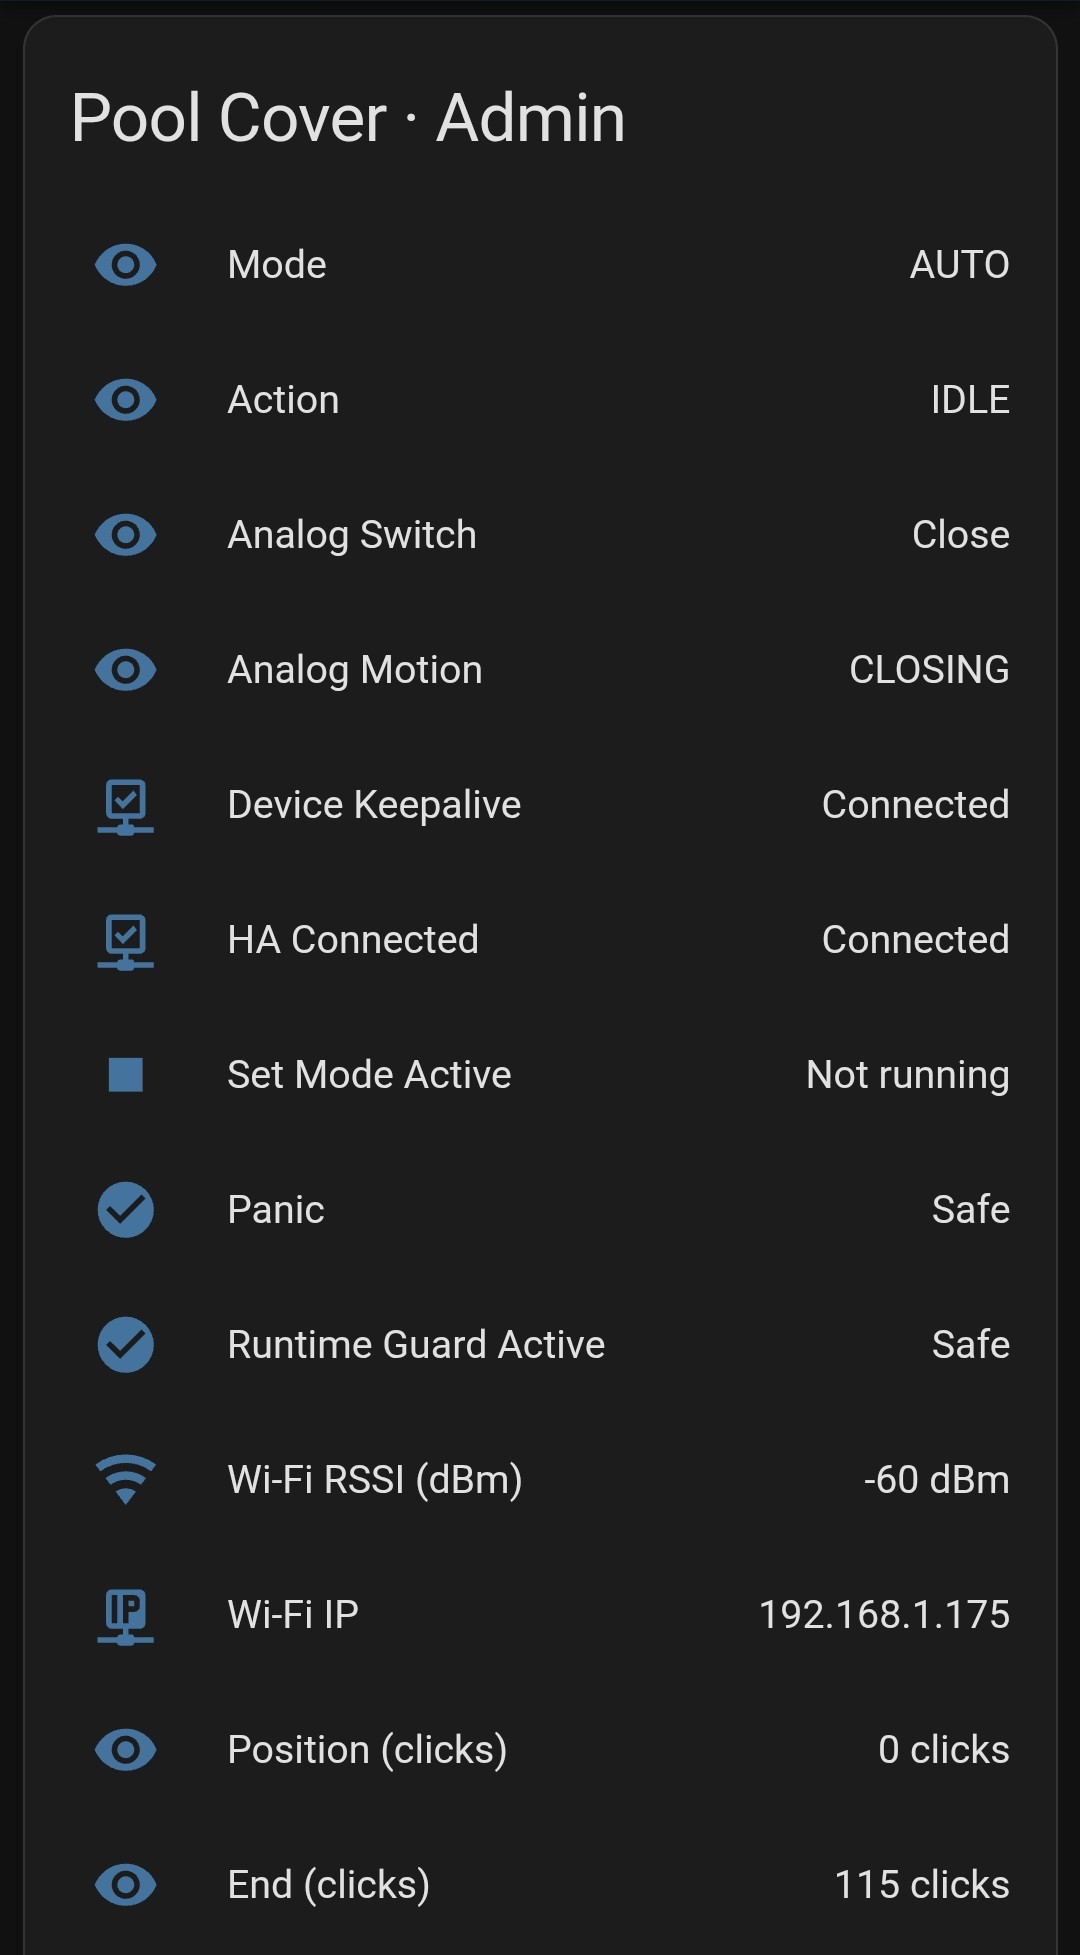 Pool Cover · Admin
Mode AUTO
Action IDLE
Analog Switch Close
Analog Motion CLOSING
Device Keepalive Connected
HA Connected Connected
Set Mode Active Not running
Panic Safe
Runtime Guard Active Safe
Wi-Fi RSSI (dBm) -60 dBm
IP Wi-Fi IP 192.168.1.175
Position (clicks) 0 clicks
End (clicks) 115 clicks